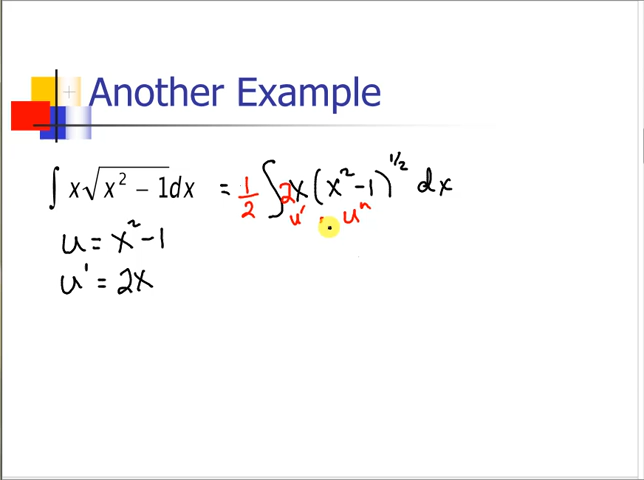 Another Example
∫ x√(x² − 1)dx = 1/2 ∫ 2x(x²-1)^1/2 dx
u' · uⁿ
u = x²-1
u' = 2x